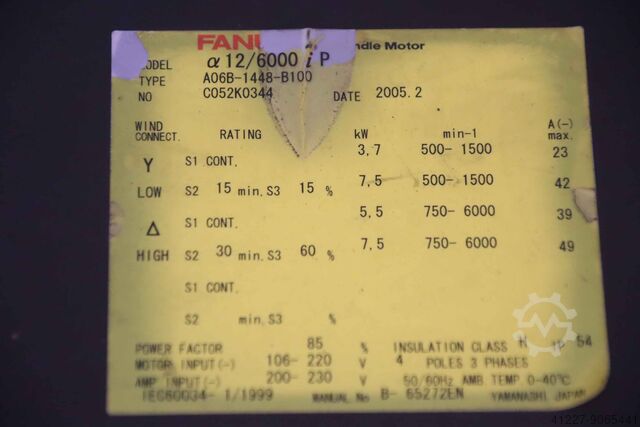 FANU ndle Motor
MODEL α 12/6000 i P
TYPE A06B-1448-B100
NO C052K0344 DATE 2005.2
WIND CONNECT. RATING kW min-1 A(~) max.
Y S1 CONT. 3,7 500- 1500 23
LOW S2 15 min. S3 15 % 7,5 500- 1500 42
Δ S1 CONT. 5,5 750- 6000 39
HIGH S2 30 min. S3 60 % 7,5 750- 6000 49
S1 CONT.
S2 min. S3 %
POWER FACTOR 85 % INSULATION CLASS H IP 54
MOTOR INPUT(~) 106- 220 V 4 POLES 3 PHASES
AMP INPUT(~) 200- 230 V 50/60Hz AMB TEMP 0-40℃
IEC60034- 1/1999 MANUAL No B- 65272EN YAMANASHI JAPAN
41227-9065441